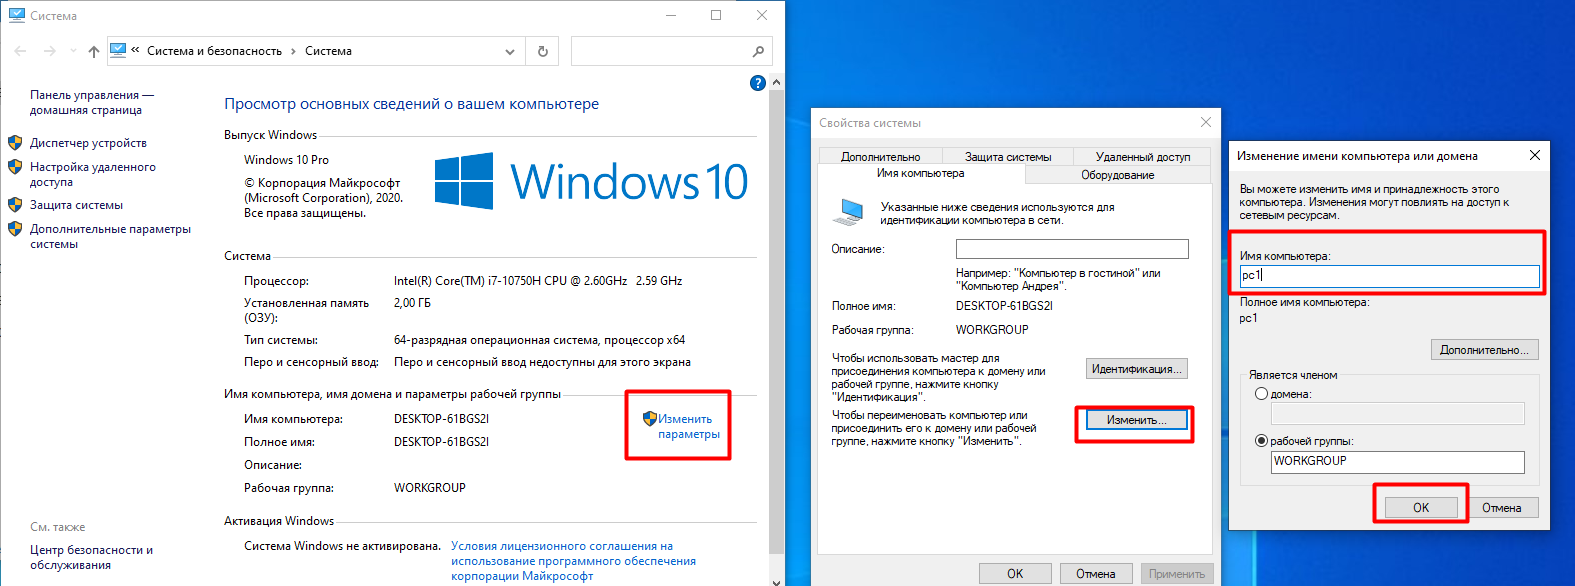 Система
« Система и безопасность › Система
?
Панель управления —
домашняя страница
Диспетчер устройств
Настройка удаленного
доступа
Защита системы
Дополнительные параметры
системы
См. также
Центр безопасности и
обслуживания
Просмотр основных сведений о вашем компьютере
Выпуск Windows
Windows 10 Pro
© Корпорация Майкрософт
(Microsoft Corporation), 2020.
Все права защищены.
Windows 10
Система
Процессор: Intel(R) Core(TM) i7-10750H CPU @ 2.60GHz 2.59 GHz
Установленная память 2,00 ГБ
(ОЗУ):
Тип системы: 64-разрядная операционная система, процессор x64
Перо и сенсорный ввод: Перо и сенсорный ввод недоступны для этого экрана
Имя компьютера, имя домена и параметры рабочей группы
Имя компьютера: DESKTOP-61BGS2I
Полное имя: DESKTOP-61BGS2I
Описание:
Рабочая группа: WORKGROUP
Изменить
параметры
Активация Windows
Система Windows не активирована. Условия лицензионного соглашения на
использование программного обеспечения
корпорации Майкрософт
Свойства системы
Дополнительно Защита системы Удаленный доступ
Имя компьютера Оборудование
Указанные ниже сведения используются для
идентификации компьютера в сети.
Описание:
Например: "Компьютер в гостиной" или
"Компьютер Андрея".
Полное имя: DESKTOP-61BGS2I
Рабочая группа: WORKGROUP
Чтобы использовать мастер для
присоединения компьютера к домену или
рабочей группе, нажмите кнопку
"Идентификация".
Идентификация...
Чтобы переименовать компьютер или
присоединить его к домену или рабочей
группе, нажмите кнопку "Изменить".
Изменить...
OK Отмена Применить
Изменение имени компьютера или домена
Вы можете изменить имя и принадлежность этого
компьютера. Изменения могут повлиять на доступ к
сетевым ресурсам.
Имя компьютера:
pc1
Полное имя компьютера:
pc1
Дополнительно...
Является членом
домена:
рабочей группы:
WORKGROUP
OK Отмена